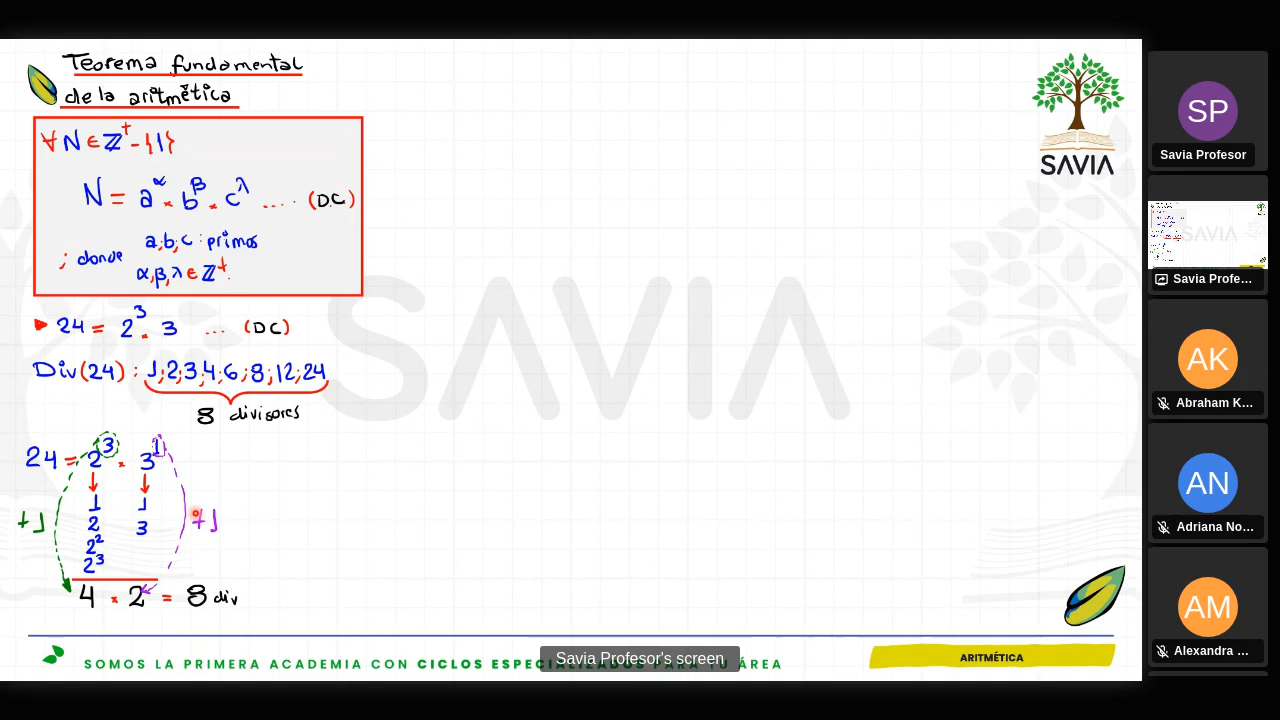 Teorema fundamental
de la aritmética
∀ N ∈ ℤ⁺ - {1}
N = a^α . b^β . c^λ .... (DC)
; donde a;b;c : primos
α,β,λ ∈ ℤ⁺.
24 = 2³ . 3 ... (DC)
Div(24) : 1;2;3;4;6;8;12;24
8 divisores
24 = 2³ . 3¹
1 1
+1 2 3 +1
2²
2³
4 . 2 = 8 div
SAVIA
SAVIA
SOMOS LA PRIMERA ACADEMIA CON CICLOS ESPECIALIZADOS PARA TU ÁREA
Savia Profesor's screen
ARITMÉTICA
SP
Savia Profesor
SAVIA
Savia Profe...
AK
Abraham K...
AN
Adriana No...
AM
Alexandra ...